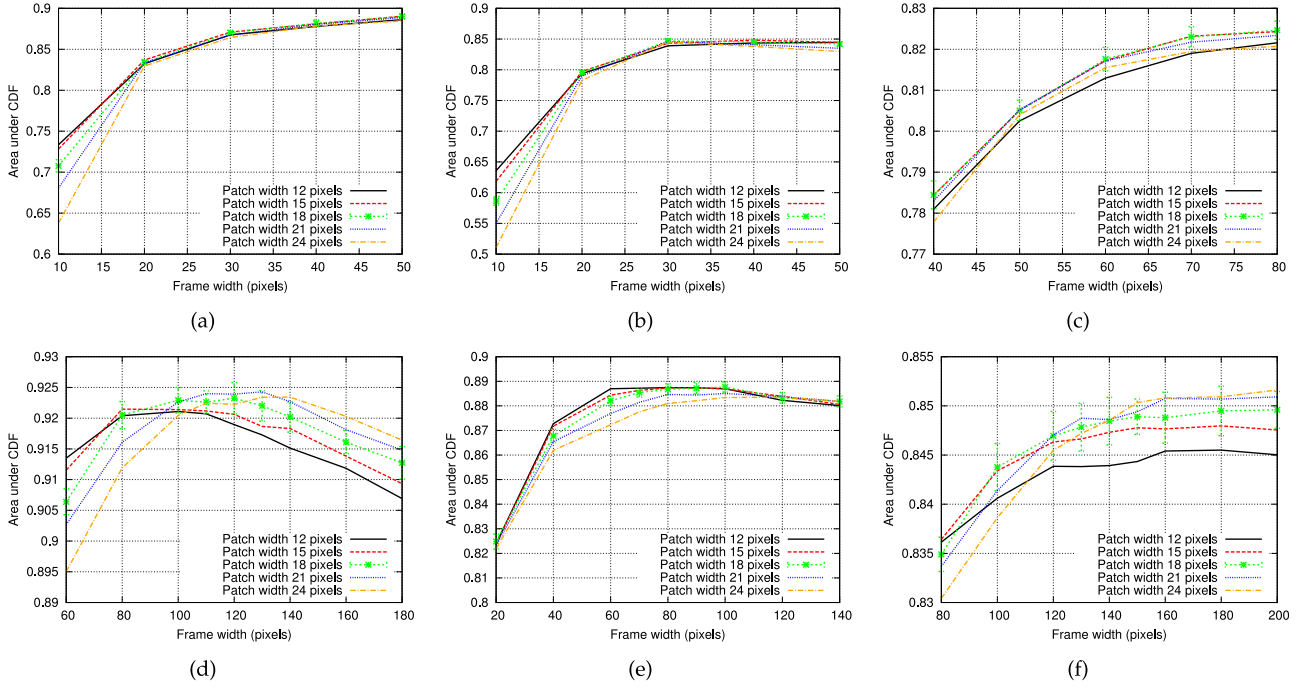 0.9
0.85
0.8
0.75
0.7
0.65
0.6
10 15 20 25 30 35 40 45 50
Area under CDF
Frame width (pixels)
Patch width 12 pixels
Patch width 15 pixels
Patch width 18 pixels
Patch width 21 pixels
Patch width 24 pixels
(a)
0.9
0.85
0.8
0.75
0.7
0.65
0.6
0.55
0.5
10 15 20 25 30 35 40 45 50
Area under CDF
Frame width (pixels)
Patch width 12 pixels
Patch width 15 pixels
Patch width 18 pixels
Patch width 21 pixels
Patch width 24 pixels
(b)
0.83
0.82
0.81
0.8
0.79
0.78
0.77
40 45 50 55 60 65 70 75 80
Area under CDF
Frame width (pixels)
Patch width 12 pixels
Patch width 15 pixels
Patch width 18 pixels
Patch width 21 pixels
Patch width 24 pixels
(c)
0.93
0.925
0.92
0.915
0.91
0.905
0.9
0.895
0.89
60 80 100 120 140 160 180
Area under CDF
Frame width (pixels)
Patch width 12 pixels
Patch width 15 pixels
Patch width 18 pixels
Patch width 21 pixels
Patch width 24 pixels
(d)
0.9
0.89
0.88
0.87
0.86
0.85
0.84
0.83
0.82
0.81
0.8
20 40 60 80 100 120 140
Area under CDF
Frame width (pixels)
Patch width 12 pixels
Patch width 15 pixels
Patch width 18 pixels
Patch width 21 pixels
Patch width 24 pixels
(e)
0.855
0.85
0.845
0.84
0.835
0.83
80 100 120 140 160 180 200
Area under CDF
Frame width (pixels)
Patch width 12 pixels
Patch width 15 pixels
Patch width 18 pixels
Patch width 21 pixels
Patch width 24 pixels
(f)